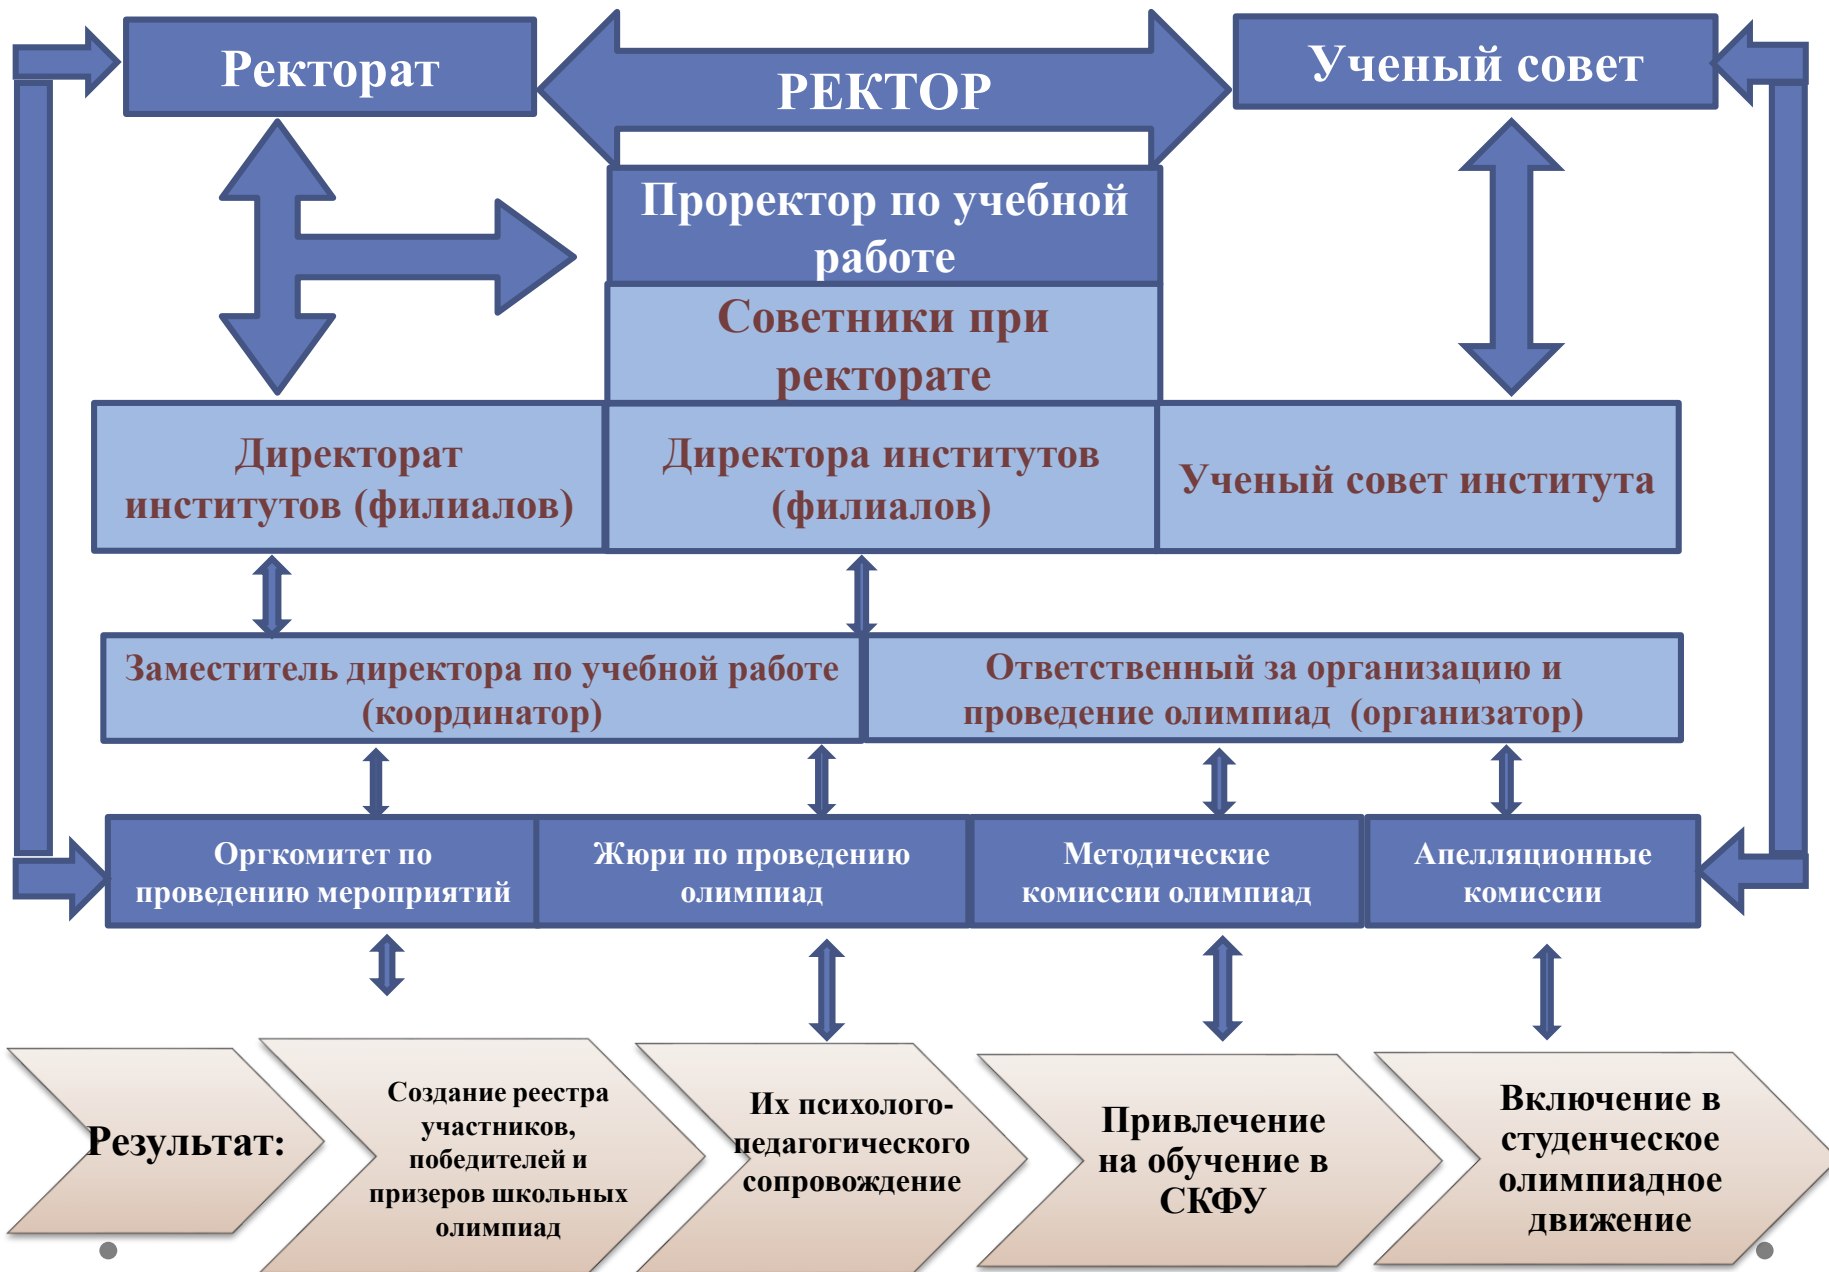 Ректорат
РЕКТОР
Ученый совет
Проректор по учебной
работе
Советники при
ректорате
Директорат
институтов (филиалов)
Директора институтов
(филиалов)
Ученый совет института
Заместитель директора по учебной работе
(координатор)
Ответственный за организацию и
проведение олимпиад (организатор)
Оргкомитет по
проведению мероприятий
Жюри по проведению
олимпиад
Методические
комиссии олимпиад
Апелляционные
комиссии
Результат:
Создание реестра
участников,
победителей и
призеров школьных
олимпиад
Их психолого-
педагогического
сопровождение
Привлечение
на обучение в
СКФУ
Включение в
студенческое
олимпиадное
движение